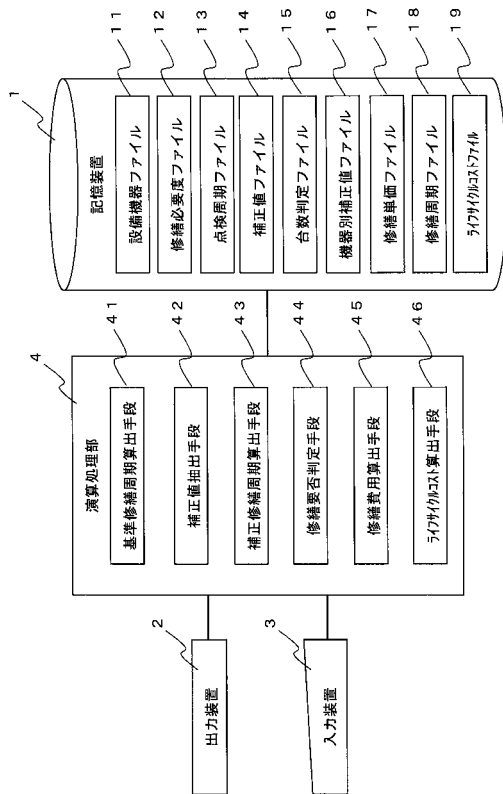 1
記憶装置
設備機器ファイル
11
修繕必要度ファイル
12
点検周期ファイル
13
補正値ファイル
14
台数判定ファイル
15
機器別補正値ファイル
16
修繕単価ファイル
17
修繕周期ファイル
18
ライフサイクルコストファイル
19
4
演算処理部
基準修繕周期算出手段
41
補正値抽出手段
42
補正修繕周期算出手段
43
修繕要否判定手段
44
修繕費用算出手段
45
ライフサイクルコスト算出手段
46
2
出力装置
3
入力装置